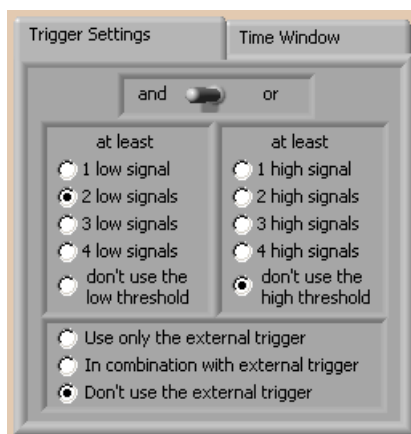 Trigger Settings
Time Window
and or
at least
1 low signal
2 low signals
3 low signals
4 low signals
don't use the
low threshold
at least
1 high signal
2 high signals
3 high signals
4 high signals
don't use the
high threshold
Use only the external trigger
In combination with external trigger
Don't use the external trigger